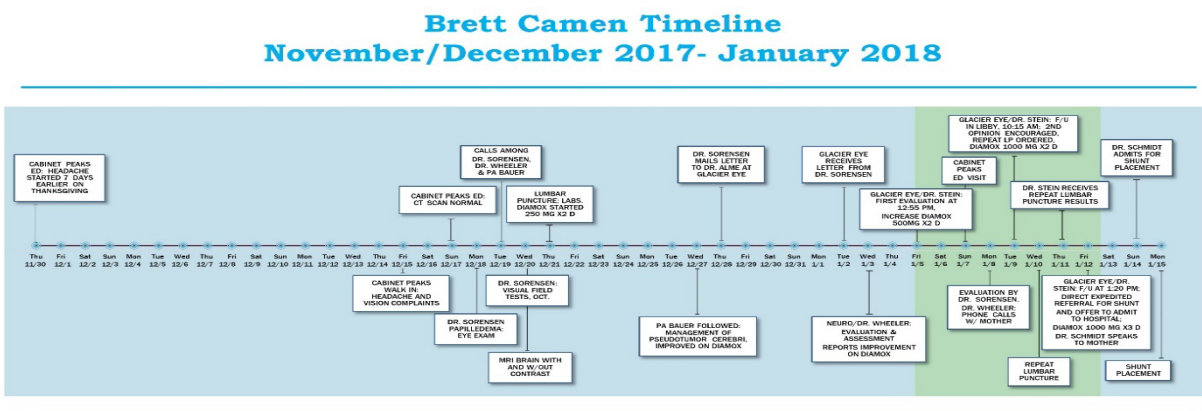 Brett Camen Timeline
November/December 2017- January 2018
CABINET PEAKS
ED: HEADACHE
STARTED 7 DAYS
EARLIER ON
THANKSGIVING
CABINET PEAKS ED:
CT SCAN NORMAL
CALLS AMONG
DR. SORENSEN,
DR. WHEELER
& PA BAUER
LUMBAR
PUNCTURE; LABS.
DIAMOX STARTED
250 MG X2 D
DR. SORENSEN
MAILS LETTER
TO DR. ALME AT
GLACIER EYE
GLACIER EYE
RECEIVES
LETTER FROM
DR. SORENSEN
GLACIER EYE/DR. STEIN:
FIRST EVALUATION AT
12:55 PM,
INCREASE DIAMOX
500MG X2 D
GLACIER EYE/DR. STEIN: F/U
IN LIBBY, 10:15 AM; 2ND
OPINION ENCOURAGED,
REPEAT LP ORDERED,
DIAMOX 1000 MG X2 D
CABINET
PEAKS
ED VISIT
DR. STEIN RECEIVES
REPEAT LUMBAR
PUNCTURE RESULTS
DR. SCHMIDT
ADMITS FOR
SHUNT
PLACEMENT
Thu Fri Sat Sun Mon Tue Wed Thu Fri Sat Sun Mon Tue Wed Thu Fri Sat Sun Mon Tue Wed Thu Fri Sat Sun Mon Tue Wed Thu Fri Sat Sun Mon Tue Wed Thu Fri Sat Sun Mon Tue Wed Thu Fri Sat Sun Mon
11/30 12/1 12/2 12/3 12/4 12/5 12/6 12/7 12/8 12/9 12/10 12/11 12/12 12/13 12/14 12/15 12/16 12/17 12/18 12/19 12/20 12/21 12/22 12/23 12/24 12/25 12/26 12/27 12/28 12/29 12/30 12/31 1/1 1/2 1/3 1/4 1/5 1/6 1/7 1/8 1/9 1/10 1/11 1/12 1/13 1/14 1/15
CABINET PEAKS
WALK IN:
HEADACHE AND
VISION COMPLAINTS
DR. SORENSEN
PAPILLEDEMA:
EYE EXAM
DR. SORENSEN:
VISUAL FIELD
TESTS, OCT.
MRI BRAIN WITH
AND W/OUT
CONTRAST
PA BAUER FOLLOWED:
MANAGEMENT OF
PSEUDOTUMOR CEREBRI,
IMPROVED ON DIAMOX
NEURO/DR. WHEELER:
EVALUATION &
ASSESSMENT
REPORTS IMPROVEMENT
ON DIAMOX
EVALUATION BY
DR. SORENSEN.
DR. WHEELER;
PHONE CALLS
W/ MOTHER
REPEAT
LUMBAR
PUNCTURE
GLACIER EYE/DR.
STEIN: F/U AT 1:20 PM;
DIRECT EXPEDITED
REFERRAL FOR SHUNT
AND OFFER TO ADMIT
TO HOSPITAL;
DIAMOX 1000 MG X3 D
DR. SCHMIDT SPEAKS
TO MOTHER
SHUNT
PLACEMENT